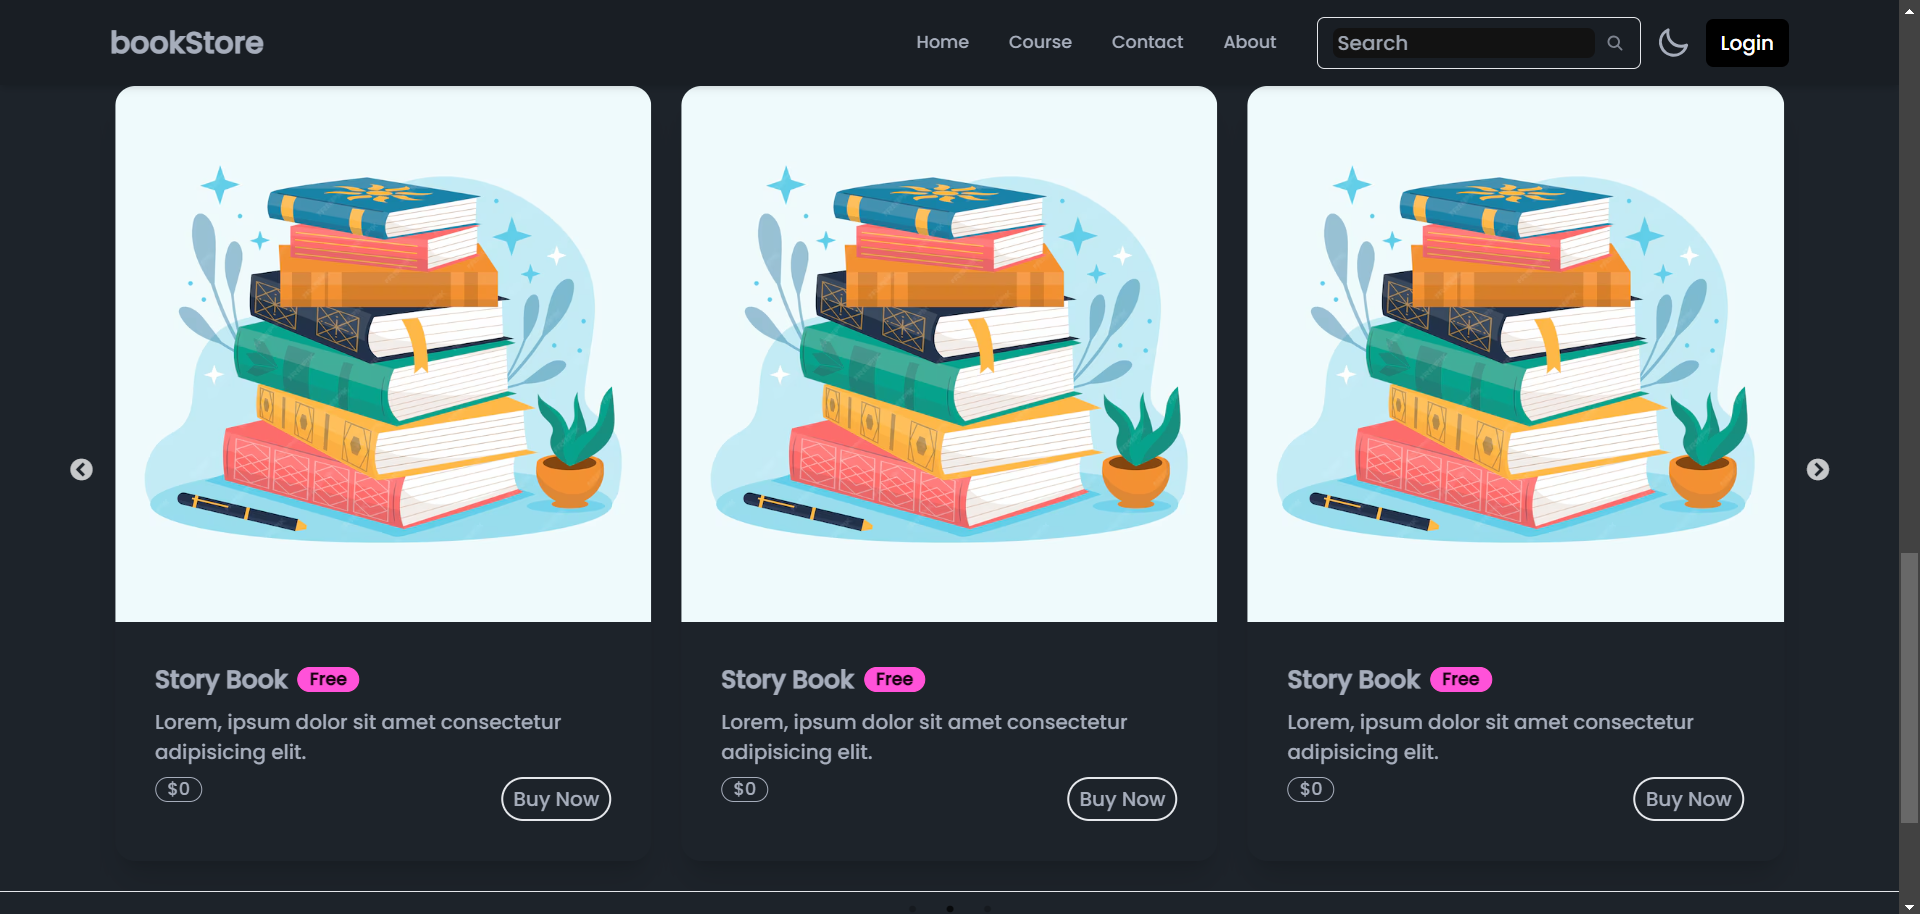 bookStore
Home Course Contact About Search Login
Story Book Free
Lorem, ipsum dolor sit amet consectetur
adipisicing elit.
$0 Buy Now
Story Book Free
Lorem, ipsum dolor sit amet consectetur
adipisicing elit.
$0 Buy Now
Story Book Free
Lorem, ipsum dolor sit amet consectetur
adipisicing elit.
$0 Buy Now